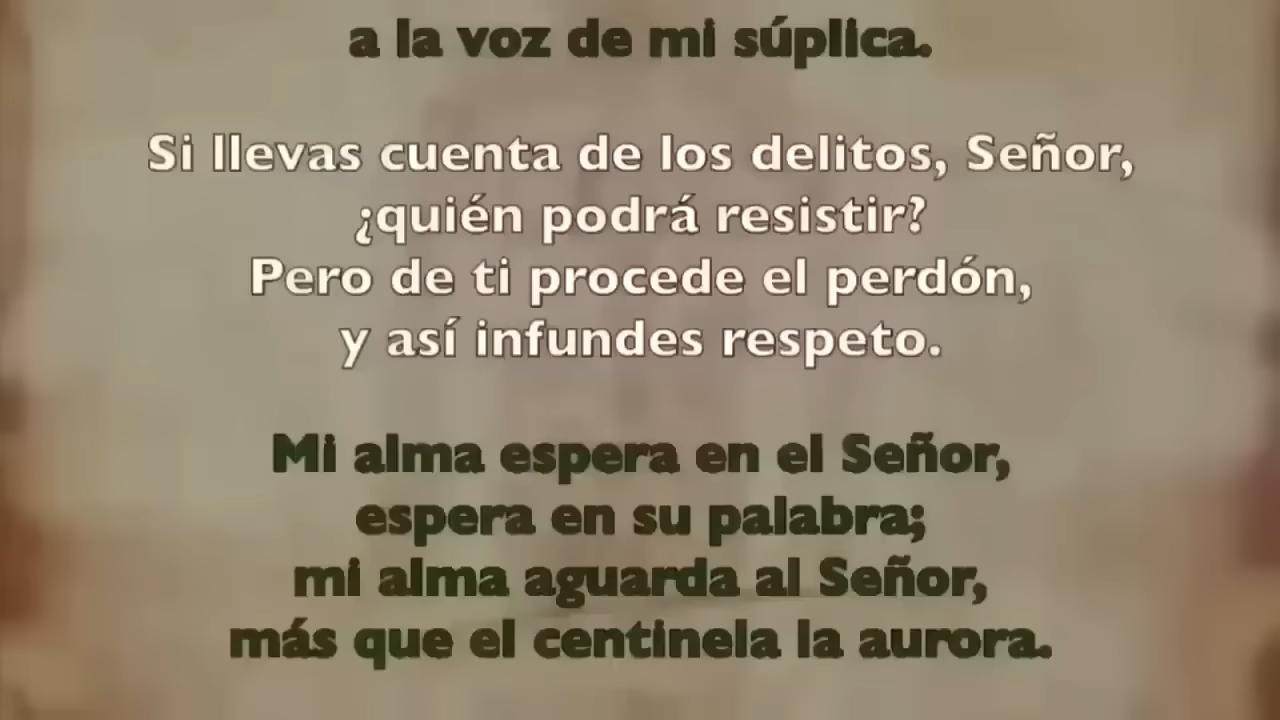 a la voz de mi súplica.
Si llevas cuenta de los delitos, Señor,
¿quién podrá resistir?
Pero de ti procede el perdón,
y así infundes respeto.
Mi alma espera en el Señor,
espera en su palabra;
mi alma aguarda al Señor,
más que el centinela la aurora.